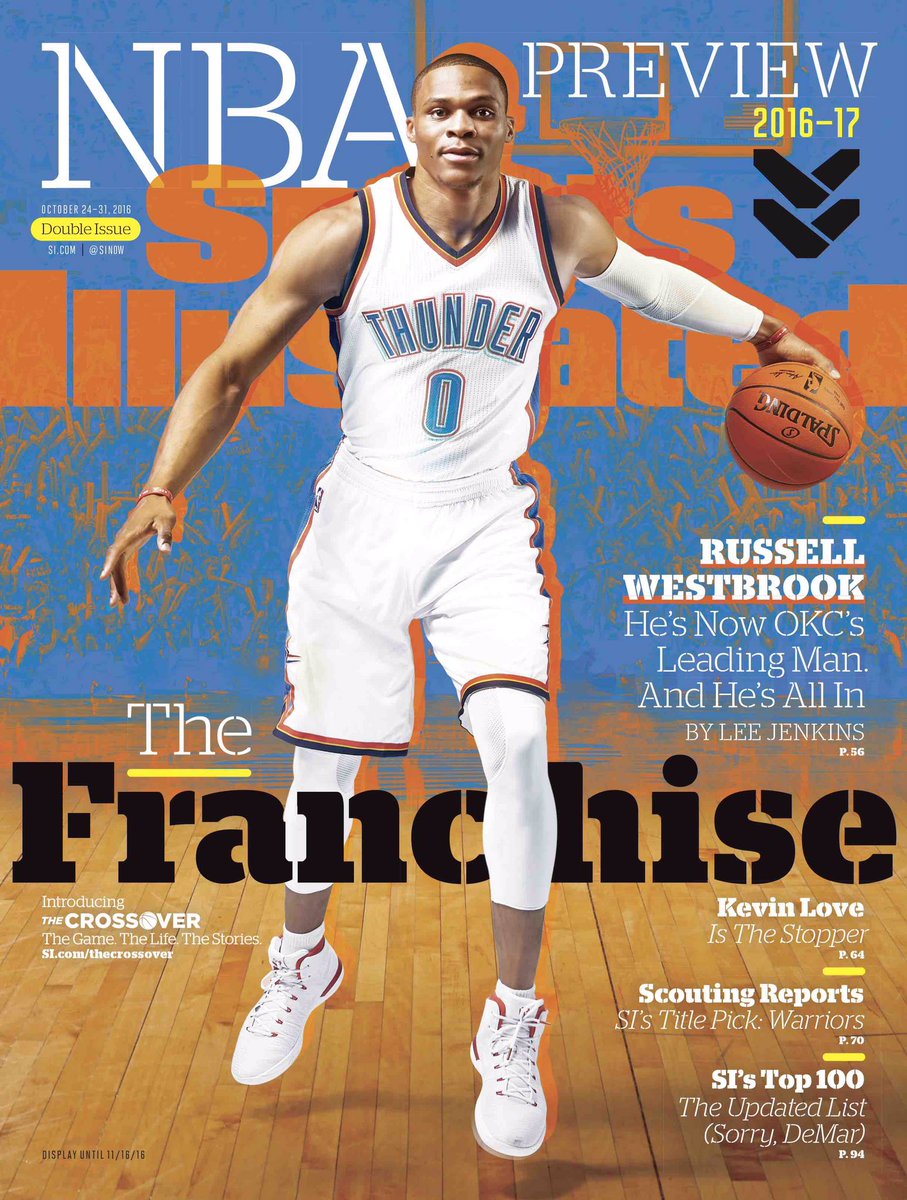 NBA PREVIEW
2016–17
Sports
Illustrated
OCTOBER 24–31, 2016
Double Issue
SI.COM | @SINOW
THUNDER
0
SPALDING
RUSSELL
WESTBROOK
He's Now OKC's
Leading Man.
And He's All In
BY LEE JENKINS
P. 56
The
Franchise
Introducing
THE CROSSOVER
The Game. The Life. The Stories.
SI.com/thecrossover
Kevin Love
Is The Stopper
P. 64
Scouting Reports
SI's Title Pick: Warriors
P. 70
SI's Top 100
The Updated List
(Sorry, DeMar)
P. 94
DISPLAY UNTIL 11/16/16